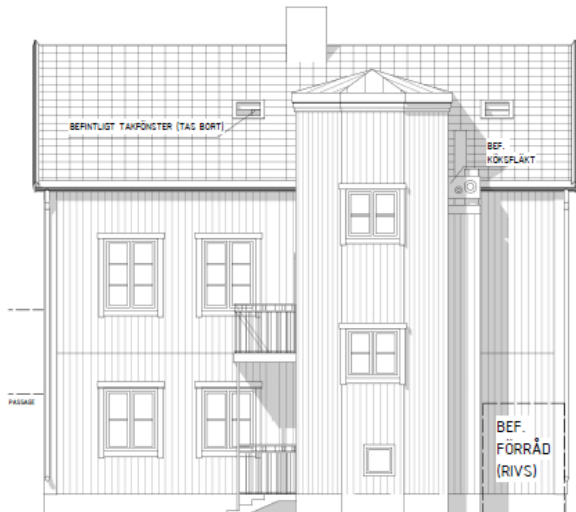 BEFINTLIGT TAKFÖNSTER (TAS BORT)
BEF.
KÖKSFLÄKT
PASSAGE
BEF.
FÖRRÅD
(RIVS)